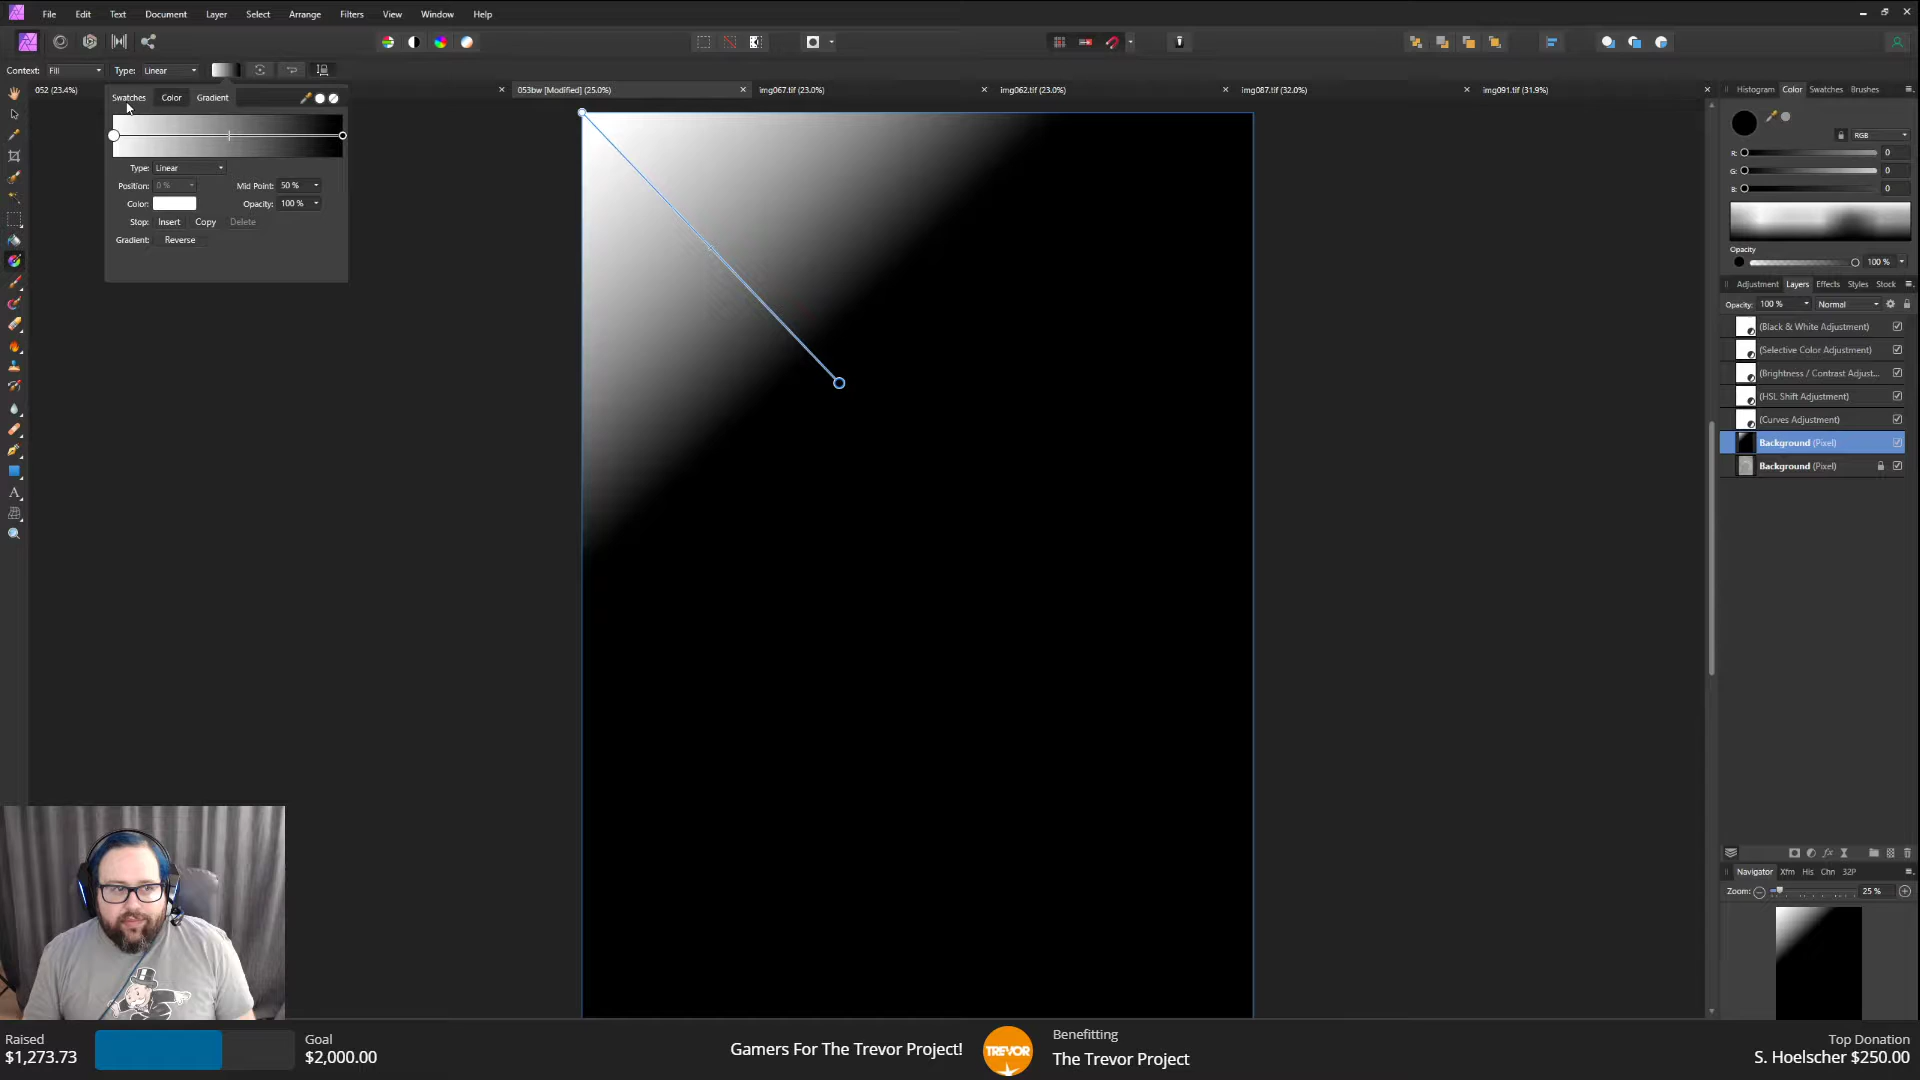 File Edit Text Document Layer Select Arrange Filters View Window Help
Context: Fill Type: Linear
052 (23.4%) 053bw [Modified] (25.0%) img067.tif (23.0%) img062.tif (23.0%) img087.tif (32.0%) img091.tif (31.9%)
Swatches Color Gradient
Type: Linear
Position: 0 % Mid Point: 50 %
Color: Opacity: 100 %
Stop: Insert Copy Delete
Gradient: Reverse
Histogram Color Swatches Brushes
RGB
R: 0
G: 0
B: 0
Opacity
100 %
Adjustment Layers Effects Styles Stock
Opacity: 100 % Normal
(Black & White Adjustment)
(Selective Color Adjustment)
(Brightness / Contrast Adjust...
(HSL Shift Adjustment)
(Curves Adjustment)
Background (Pixel)
Background (Pixel)
Navigator Xfm His Chn 32P
Zoom: 25 %
Raised
$1,273.73
Goal
$2,000.00
Gamers For The Trevor Project!
TREVOR
Benefitting
The Trevor Project
Top Donation
S. Hoelscher $250.00